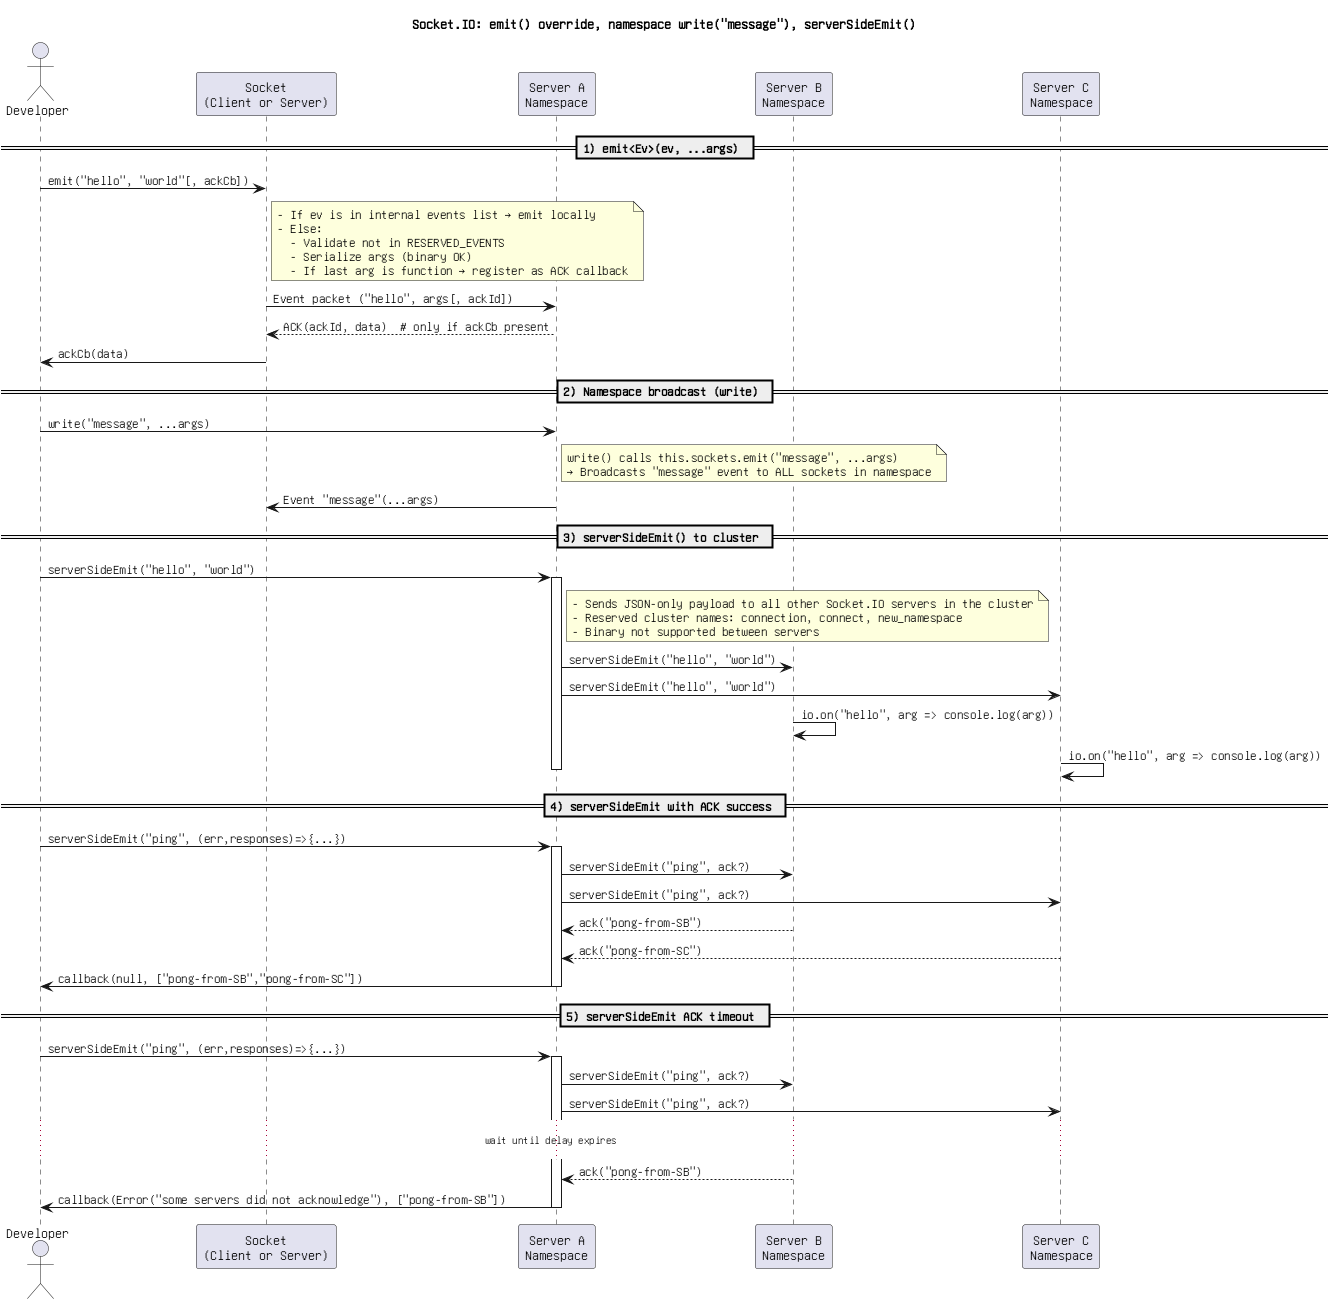 Socket.IO: emit() override, namespace write("message"), serverSideEmit()
Developer
Socket
(Client or Server)
Server A
Namespace
Server B
Namespace
Server C
Namespace
1) emit<Ev>(ev, ...args)
emit("hello", "world"[, ackCb])
- If ev is in internal events list → emit locally
- Else:
- Validate not in RESERVED_EVENTS
- Serialize args (binary OK)
- If last arg is function → register as ACK callback
Event packet ("hello", args[, ackId])
ACK(ackId, data)  # only if ackCb present
ackCb(data)
2) Namespace broadcast (write)
write("message", ...args)
write() calls this.sockets.emit("message", ...args)
→ Broadcasts "message" event to ALL sockets in namespace
Event "message"(...args)
3) serverSideEmit() to cluster
serverSideEmit("hello", "world")
- Sends JSON-only payload to all other Socket.IO servers in the cluster
- Reserved cluster names: connection, connect, new_namespace
- Binary not supported between servers
serverSideEmit("hello", "world")
serverSideEmit("hello", "world")
io.on("hello", arg => console.log(arg))
io.on("hello", arg => console.log(arg))
4) serverSideEmit with ACK success
serverSideEmit("ping", (err,responses)=>{...})
serverSideEmit("ping", ack?)
serverSideEmit("ping", ack?)
ack("pong-from-SB")
ack("pong-from-SC")
callback(null, ["pong-from-SB","pong-from-SC"])
5) serverSideEmit ACK timeout
serverSideEmit("ping", (err,responses)=>{...})
serverSideEmit("ping", ack?)
serverSideEmit("ping", ack?)
wait until delay expires
ack("pong-from-SB")
callback(Error("some servers did not acknowledge"), ["pong-from-SB"])
Developer
Socket
(Client or Server)
Server A
Namespace
Server B
Namespace
Server C
Namespace